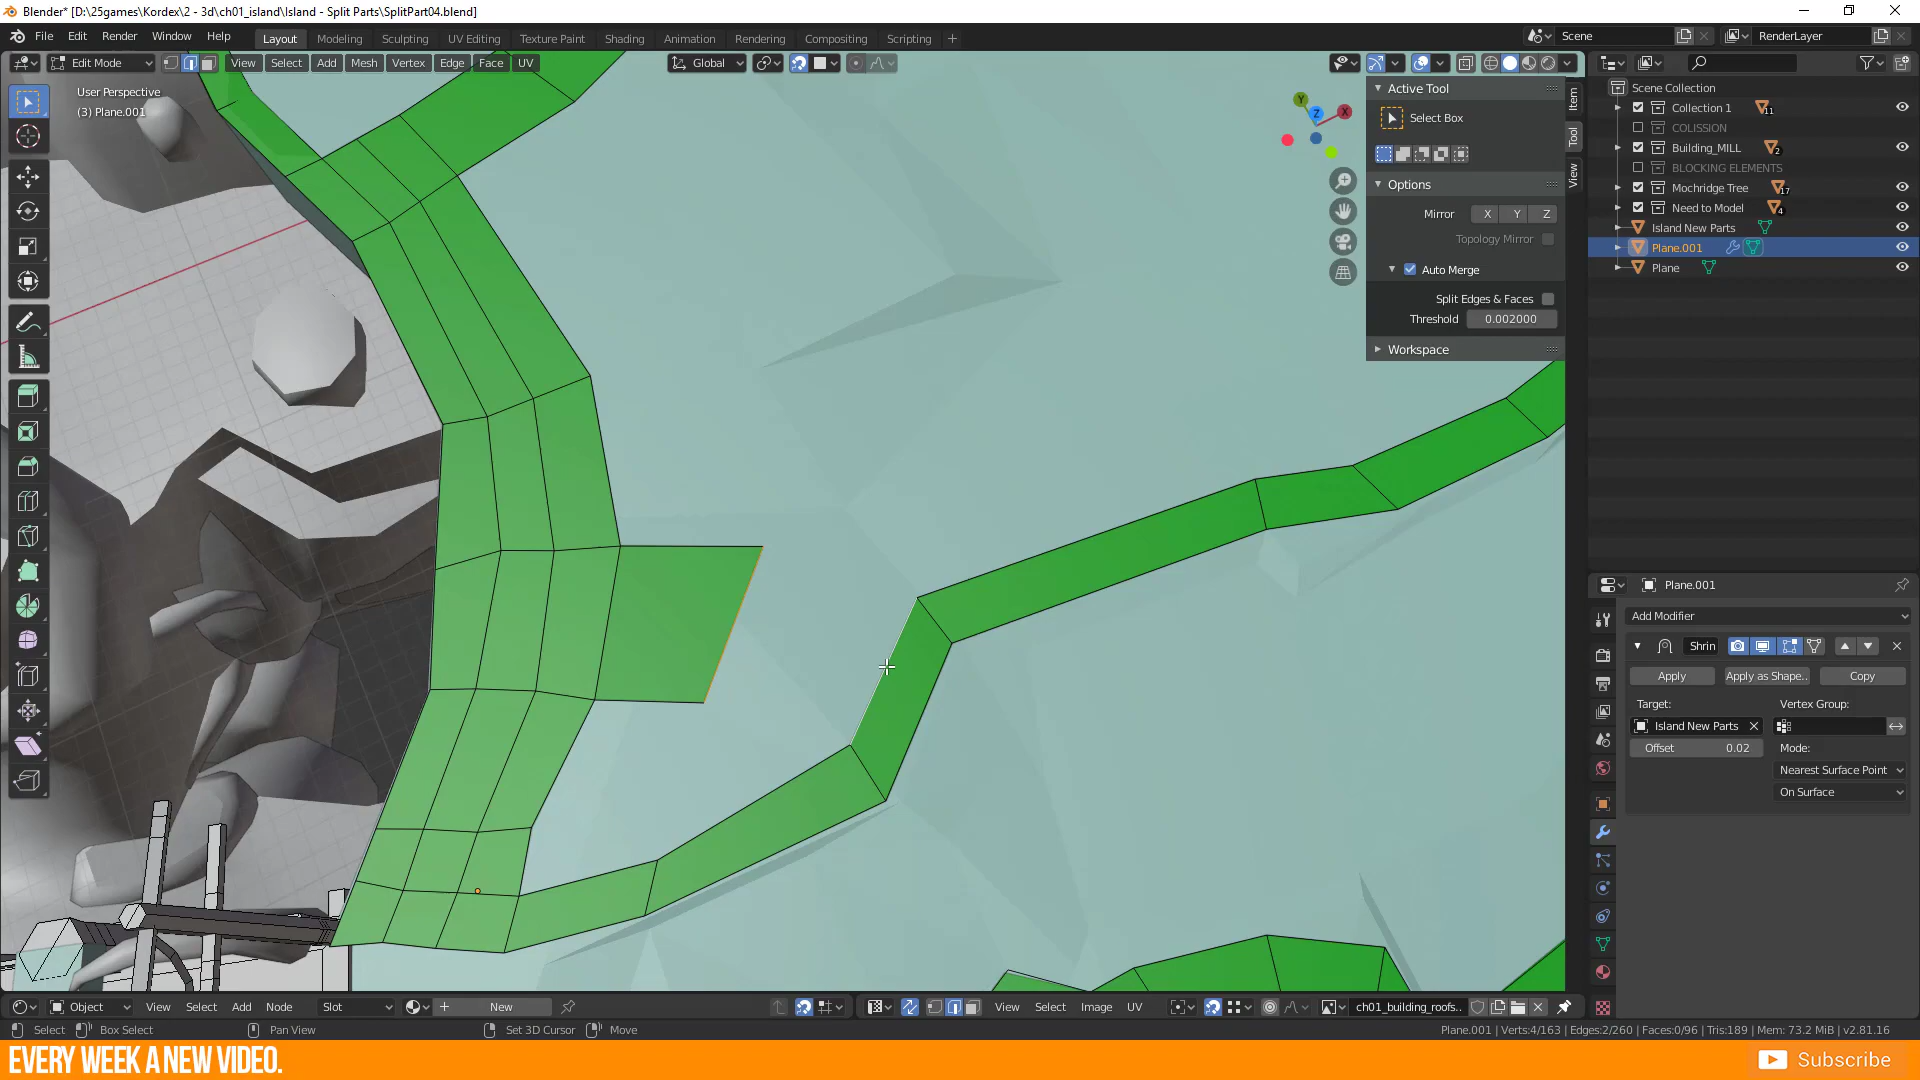 Blender* [D:\25games\Kordex\2 - 3d\ch01_island\Island - Split Parts\SplitPart04.blend]
File Edit Render Window Help Layout Modeling Sculpting UV Editing Texture Paint Shading Animation Rendering Compositing Scripting Scene RenderLayer
Edit Mode View Select Add Mesh Vertex Edge Face UV Global
User Perspective
(3) Plane.001
Y
X
Z
Active Tool
Select Box
Options
Mirror X Y Z
Topology Mirror
Auto Merge
Split Edges & Faces
Threshold 0.002000
Workspace
Item
Tool
View
Scene Collection
Collection 1 11
COLISSION
Building_MILL 2
BLOCKING ELEMENTS
Mochridge Tree 17
Need to Model 4
Island New Parts
Plane.001
Plane
Plane.001
Add Modifier
Shrin
Apply Apply as Shape.. Copy
Target: Vertex Group:
Island New Parts
Offset 0.02 Mode:
Nearest Surface Point
On Surface
Object View Select Add Node Slot New View Select Image UV ch01_building_roofs..
Select Box Select Pan View Set 3D Cursor Move Plane.001 | Verts:4/163 | Edges:2/260 | Faces:0/96 | Tris:189 | Mem: 73.2 MiB | v2.81.16
EVERY WEEK A NEW VIDEO. Subscribe